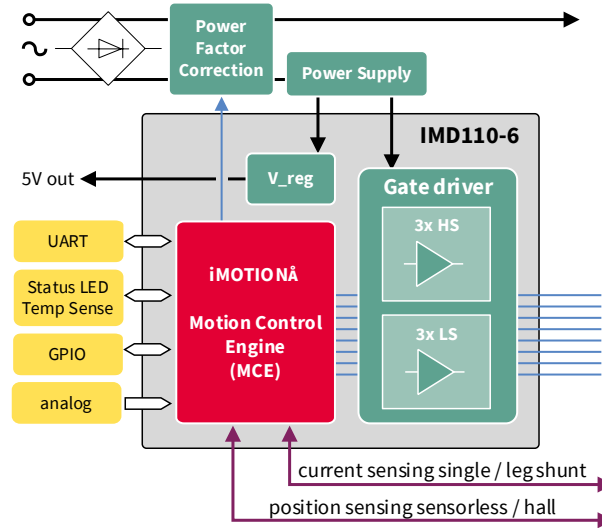 Power
Factor
Correction
Power Supply
IMD110-6
5V out
V_reg
Gate driver
3x HS
UART
Status LED
Temp Sense
GPIO
analog
iMOTIONÅ
Motion Control
Engine
(MCE)
3x LS
current sensing single / leg shunt
position sensing sensorless / hall